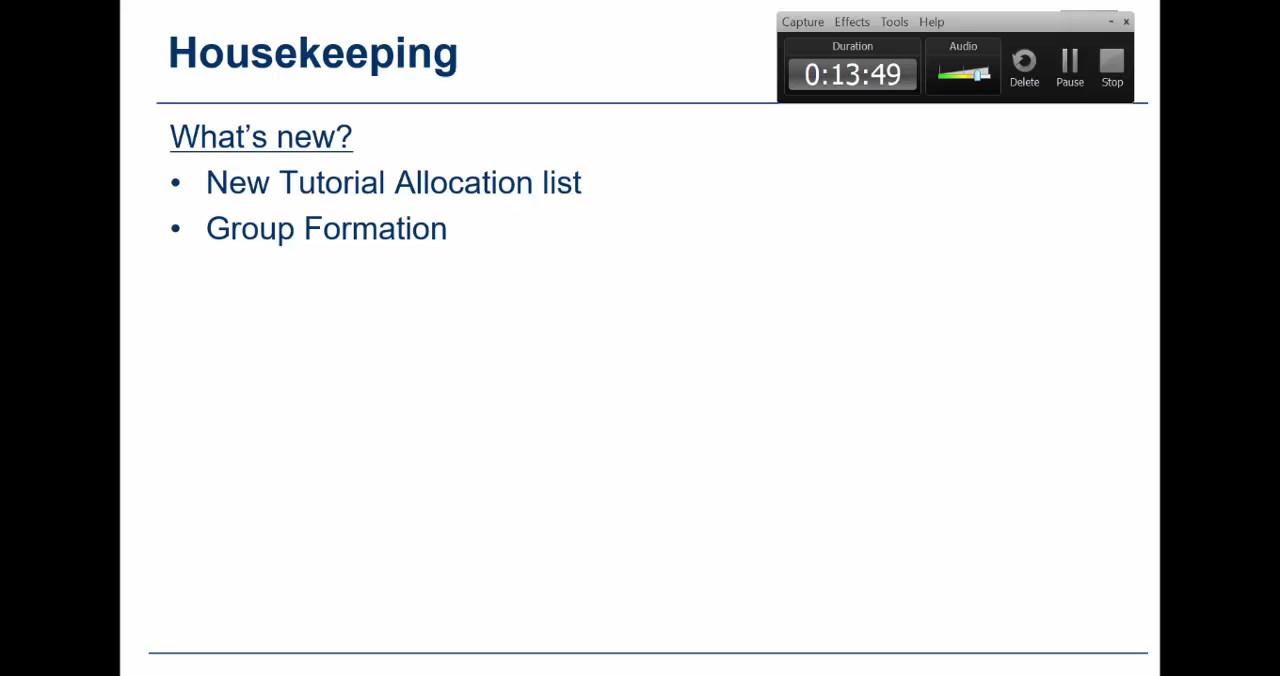 Housekeeping
Capture Effects Tools Help - x
Duration
Audio
0:13:49
Delete
Pause
Stop
What's new?
• New Tutorial Allocation list
• Group Formation